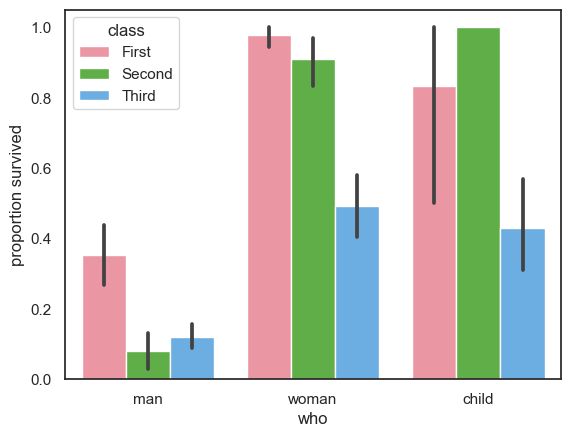 class
First
Second
Third
proportion survived
1.0
0.8
0.6
0.4
0.2
0.0
man woman child
who